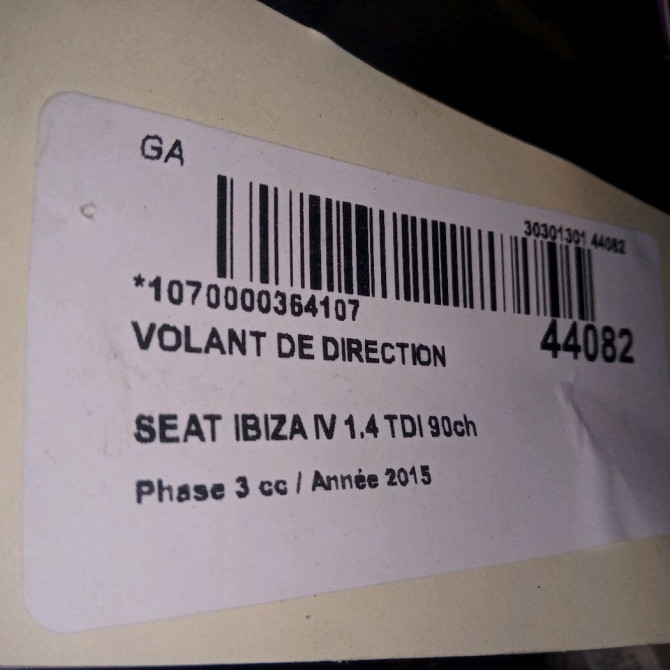 GA
30301301 44082
*1070000364107
44082
VOLANT DE DIRECTION
SEAT IBIZA IV 1.4 TDI 90ch
Phase 3 cc / Année 2015